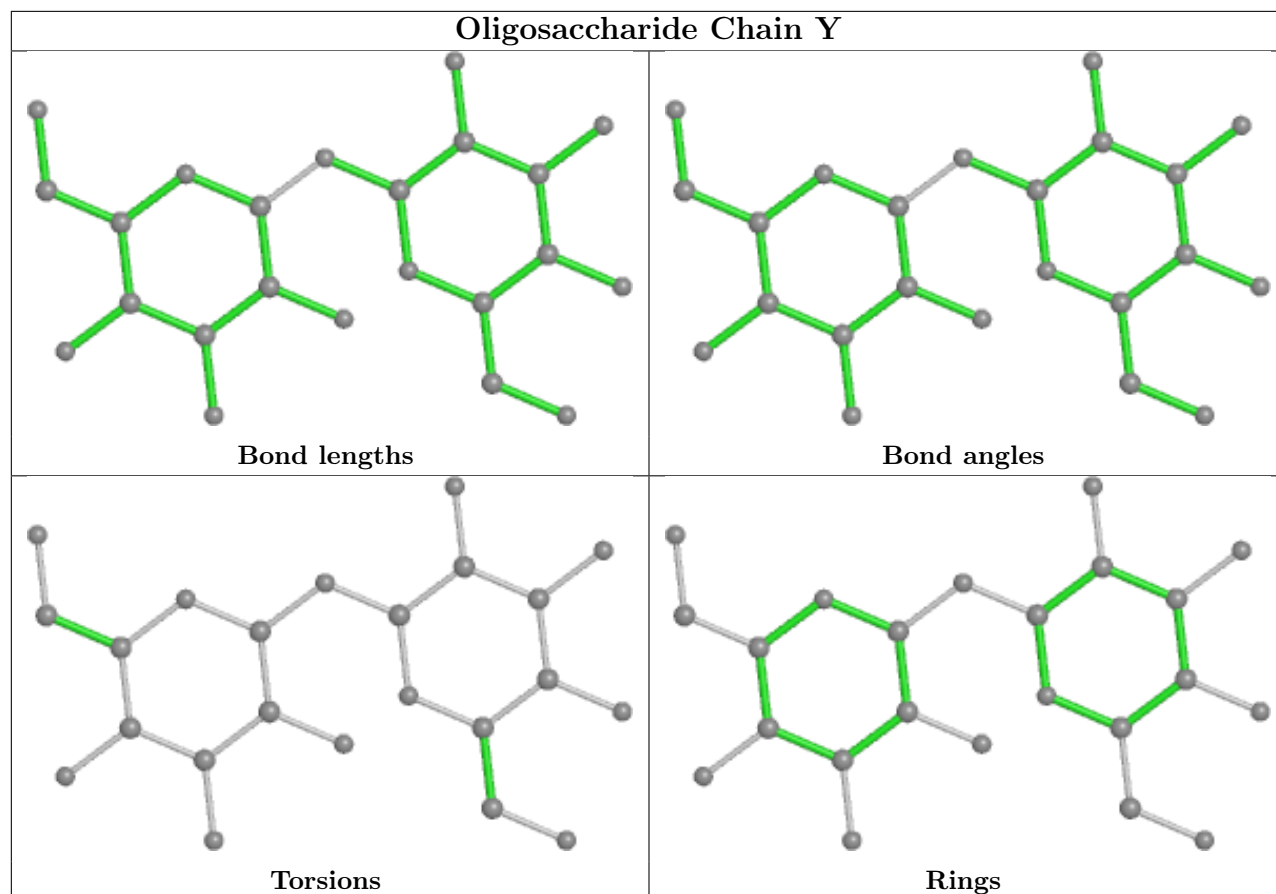 Oligosaccharide Chain Y
Bond lengths
Bond angles
Torsions
Rings